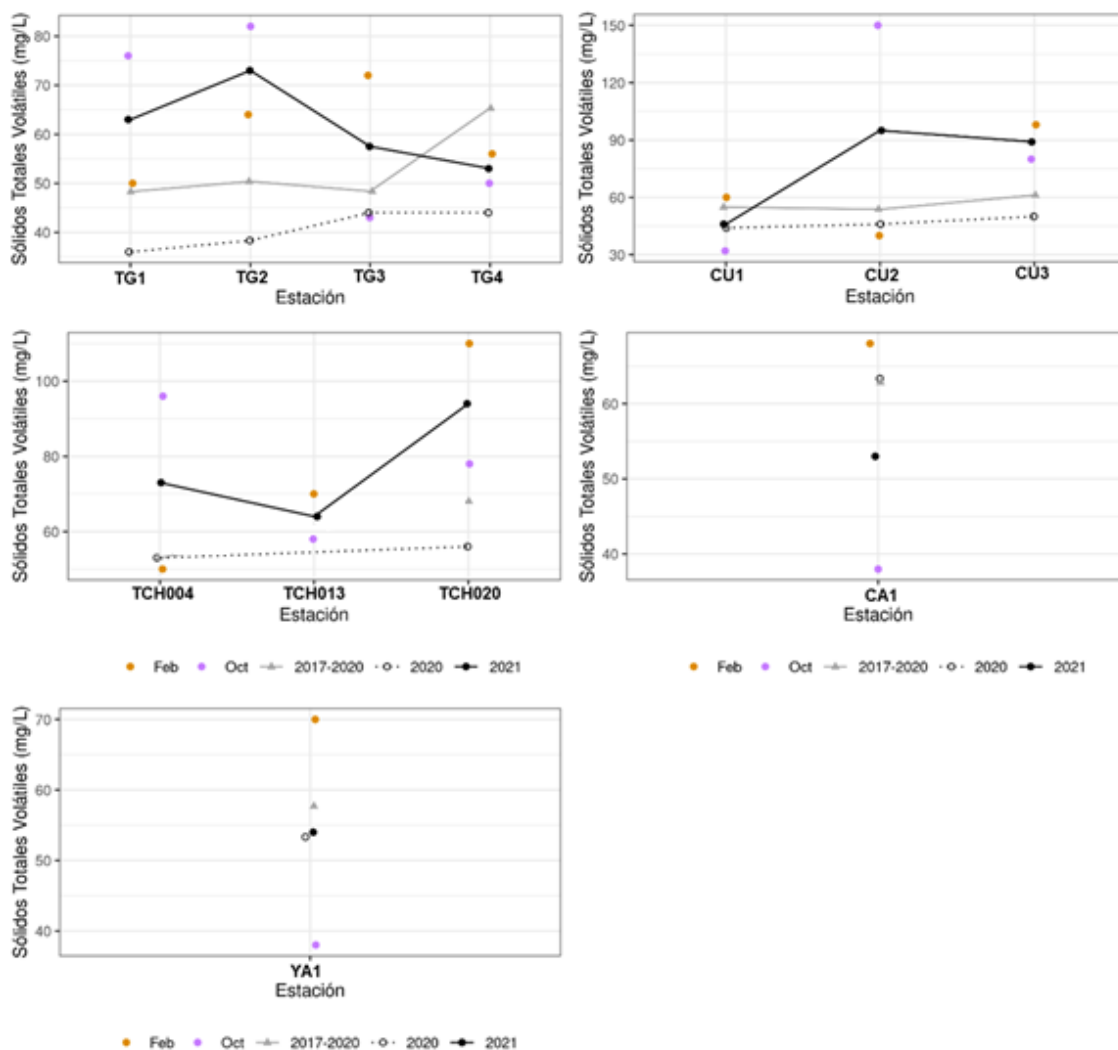 Sólidos Totales Volátiles (mg/L)
80
70
60
50
40
TG1 TG2 TG3 TG4
Estación
Sólidos Totales Volátiles (mg/L)
150
120
90
60
30
CU1 CU2 CU3
Estación
Sólidos Totales Volátiles (mg/L)
100
80
60
TCH004 TCH013 TCH020
Estación
Sólidos Totales Volátiles (mg/L)
60
50
40
CA1
Estación
Feb Oct 2017-2020 2020 2021
Feb Oct 2017-2020 2020 2021
Sólidos Totales Volátiles (mg/L)
70
60
50
40
YA1
Estación
Feb Oct 2017-2020 2020 2021